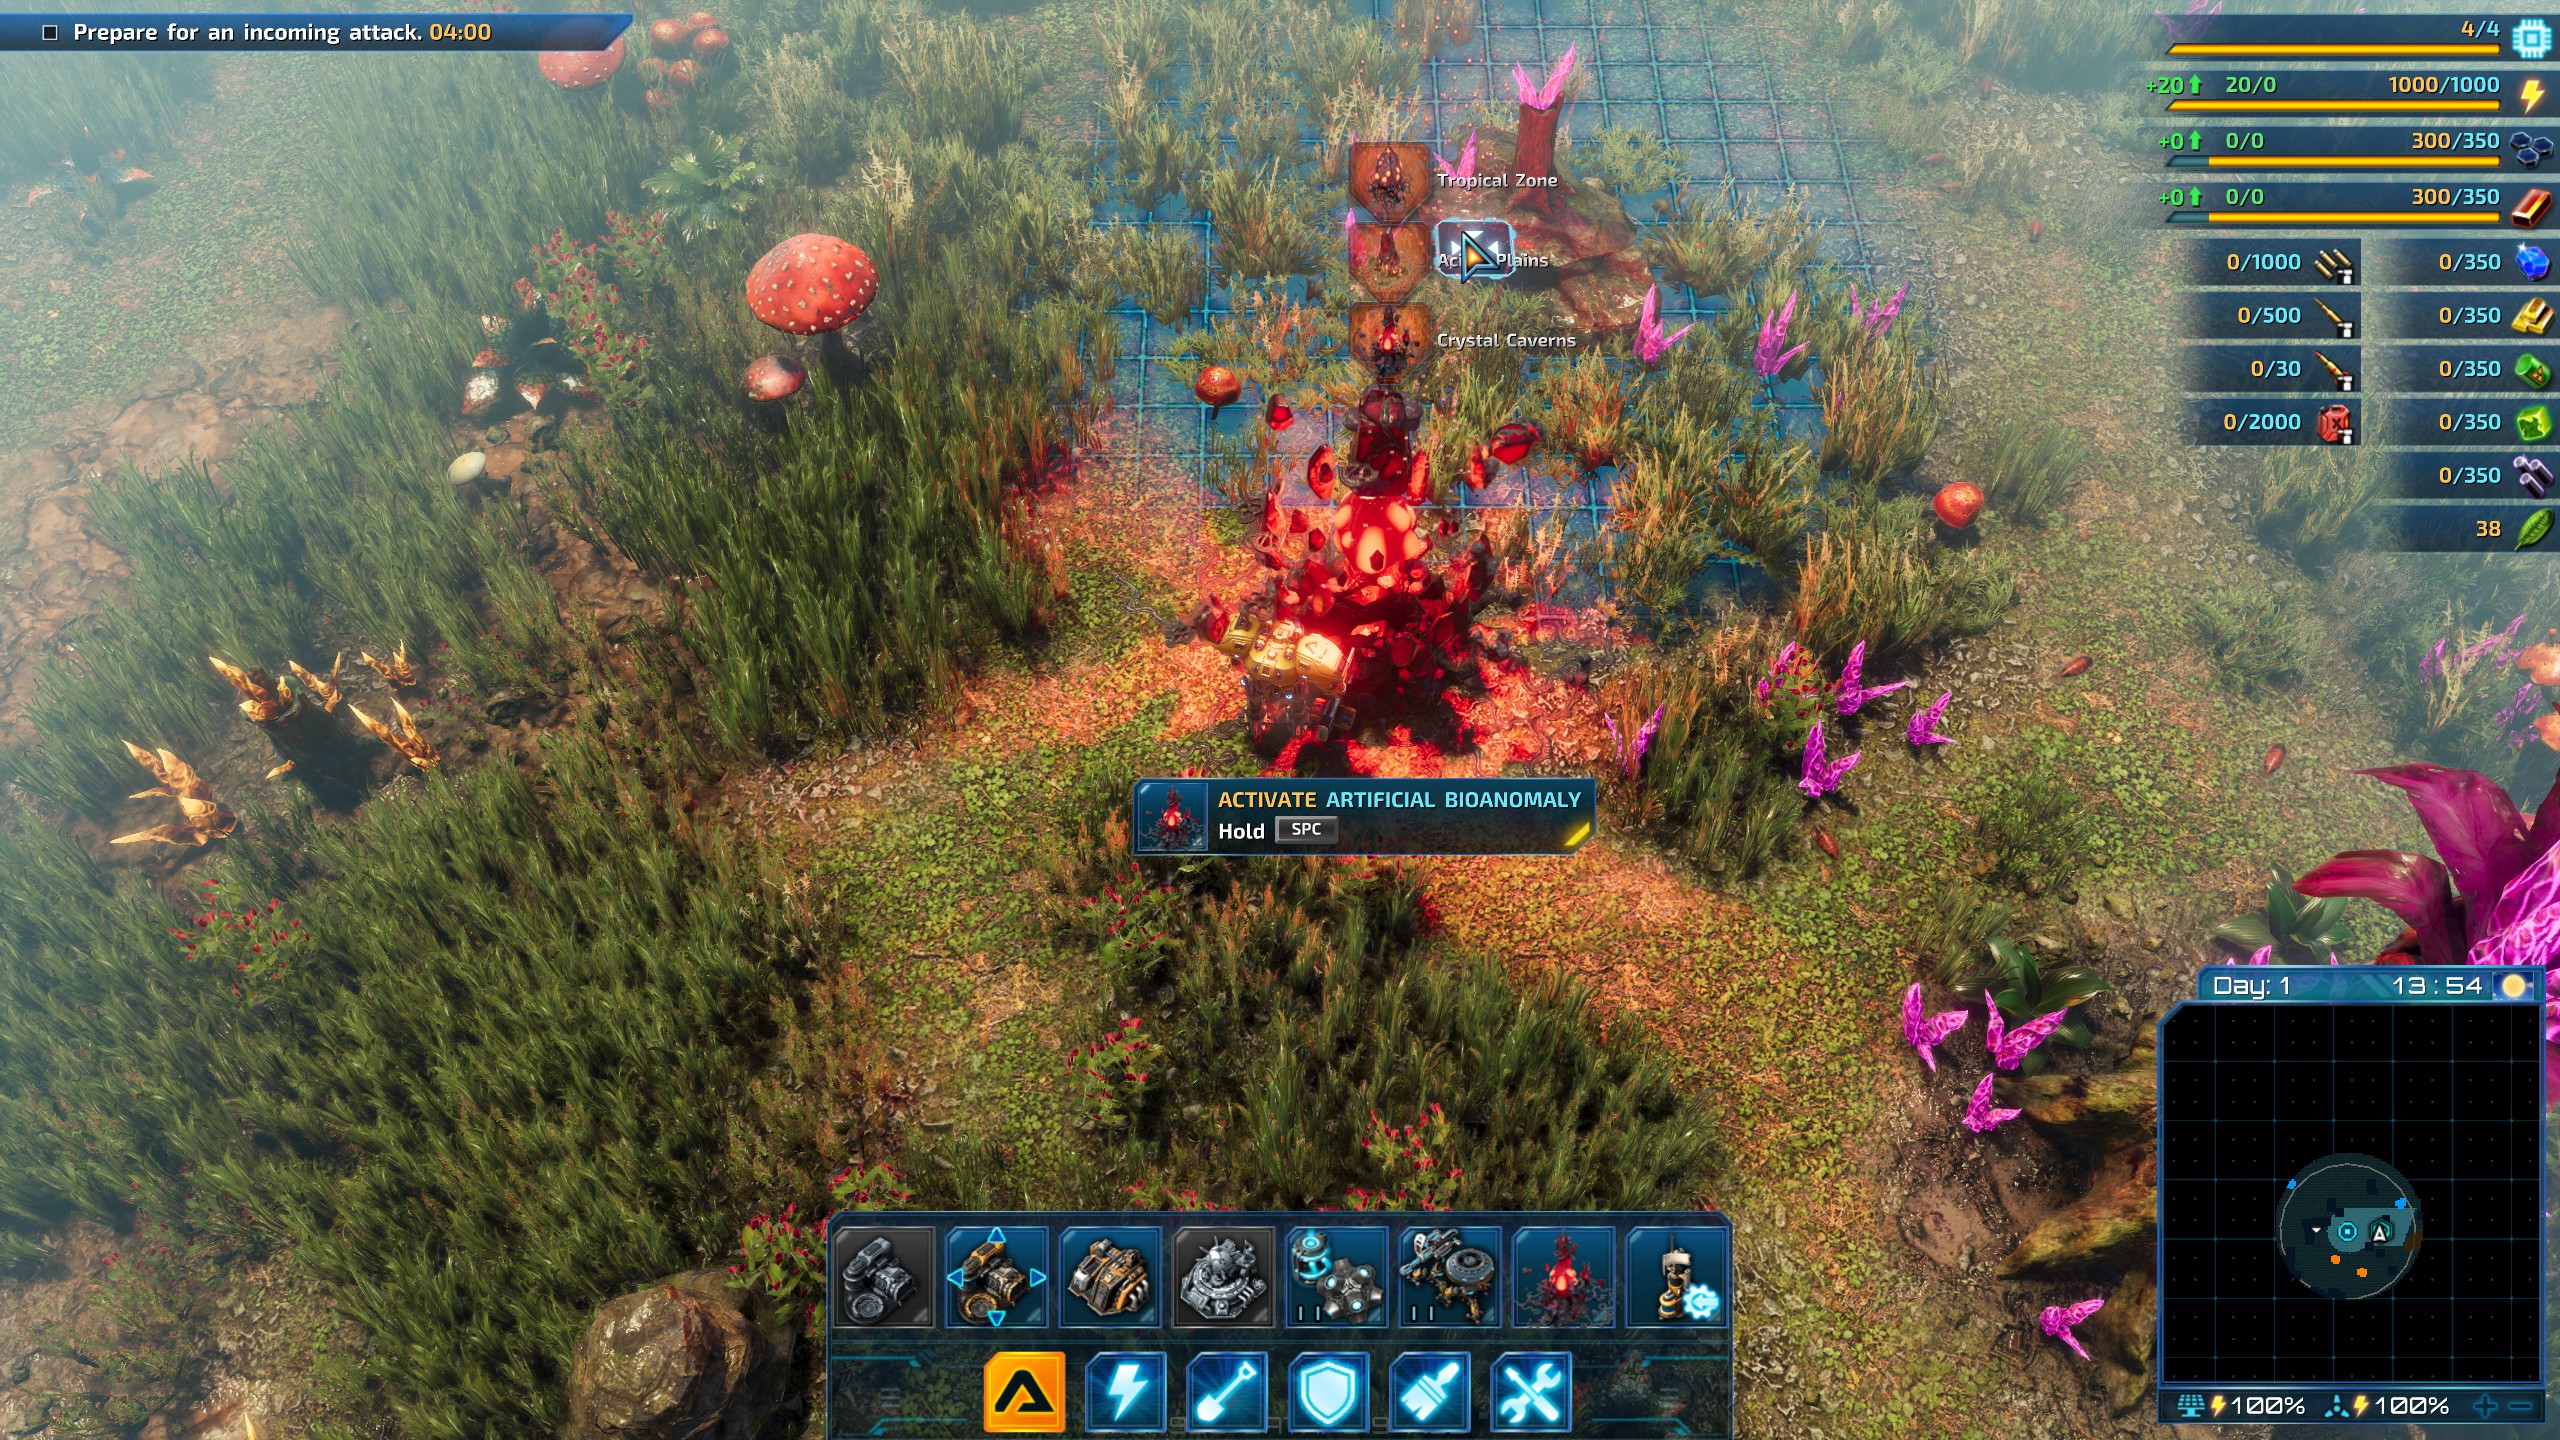 Prepare for an incoming attack. 04:00
4/4
+20 20/0 1000/1000
+0 0/0 300/350
+0 0/0 300/350
0/1000 0/350
0/500 0/350
0/30 0/350
0/2000 0/350
0/350
38
Tropical Zone
Plains
Crystal Caverns
ACTIVATE ARTIFICIAL BIOANOMALY
Hold SPC
Day: 1 13:54
100% 100%